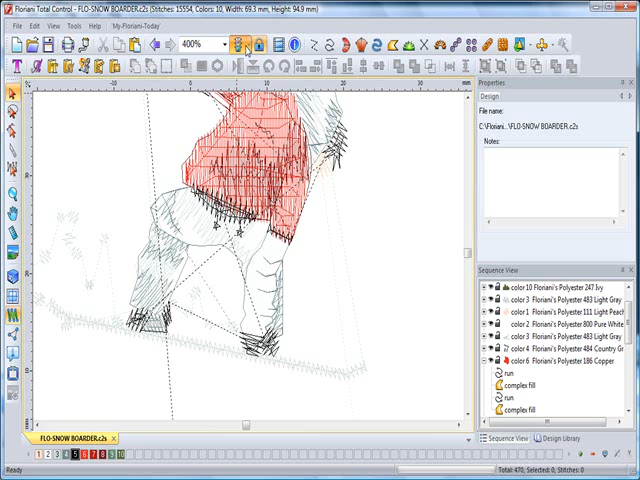 Floriani Total Control - FLO-SNOW BOARDER.c2s (Stitches: 15554, Colors: 10, Width: 69.3 mm, Height: 94.9 mm)
File Edit View Tools Help 'My-Floriani-Today'
400%
-10 0 10 20 30
mm
Properties
Design
File name:
C:\Floriani...\FLO-SNOW BOARDER.c2s
Notes:
Sequence View
color 10 Floriani's Polyester 247 Ivy
color 3 Floriani's Polyester 483 Light Gray
color 1 Floriani's Polyester 111 Light Peach
color 2 Floriani's Polyester 800 Pure White
color 3 Floriani's Polyester 483 Light Gray
color 4 Floriani's Polyester 484 Country Gr
color 6 Floriani's Polyester 186 Copper
run
complex fill
run
complex fill
Sequence View Design Library
FLO-SNOW BOARDER.c2s
1 2 3 4 5 6 7 8 9 10
Ready
Total: 470, Selected: 0, Stitches: 0